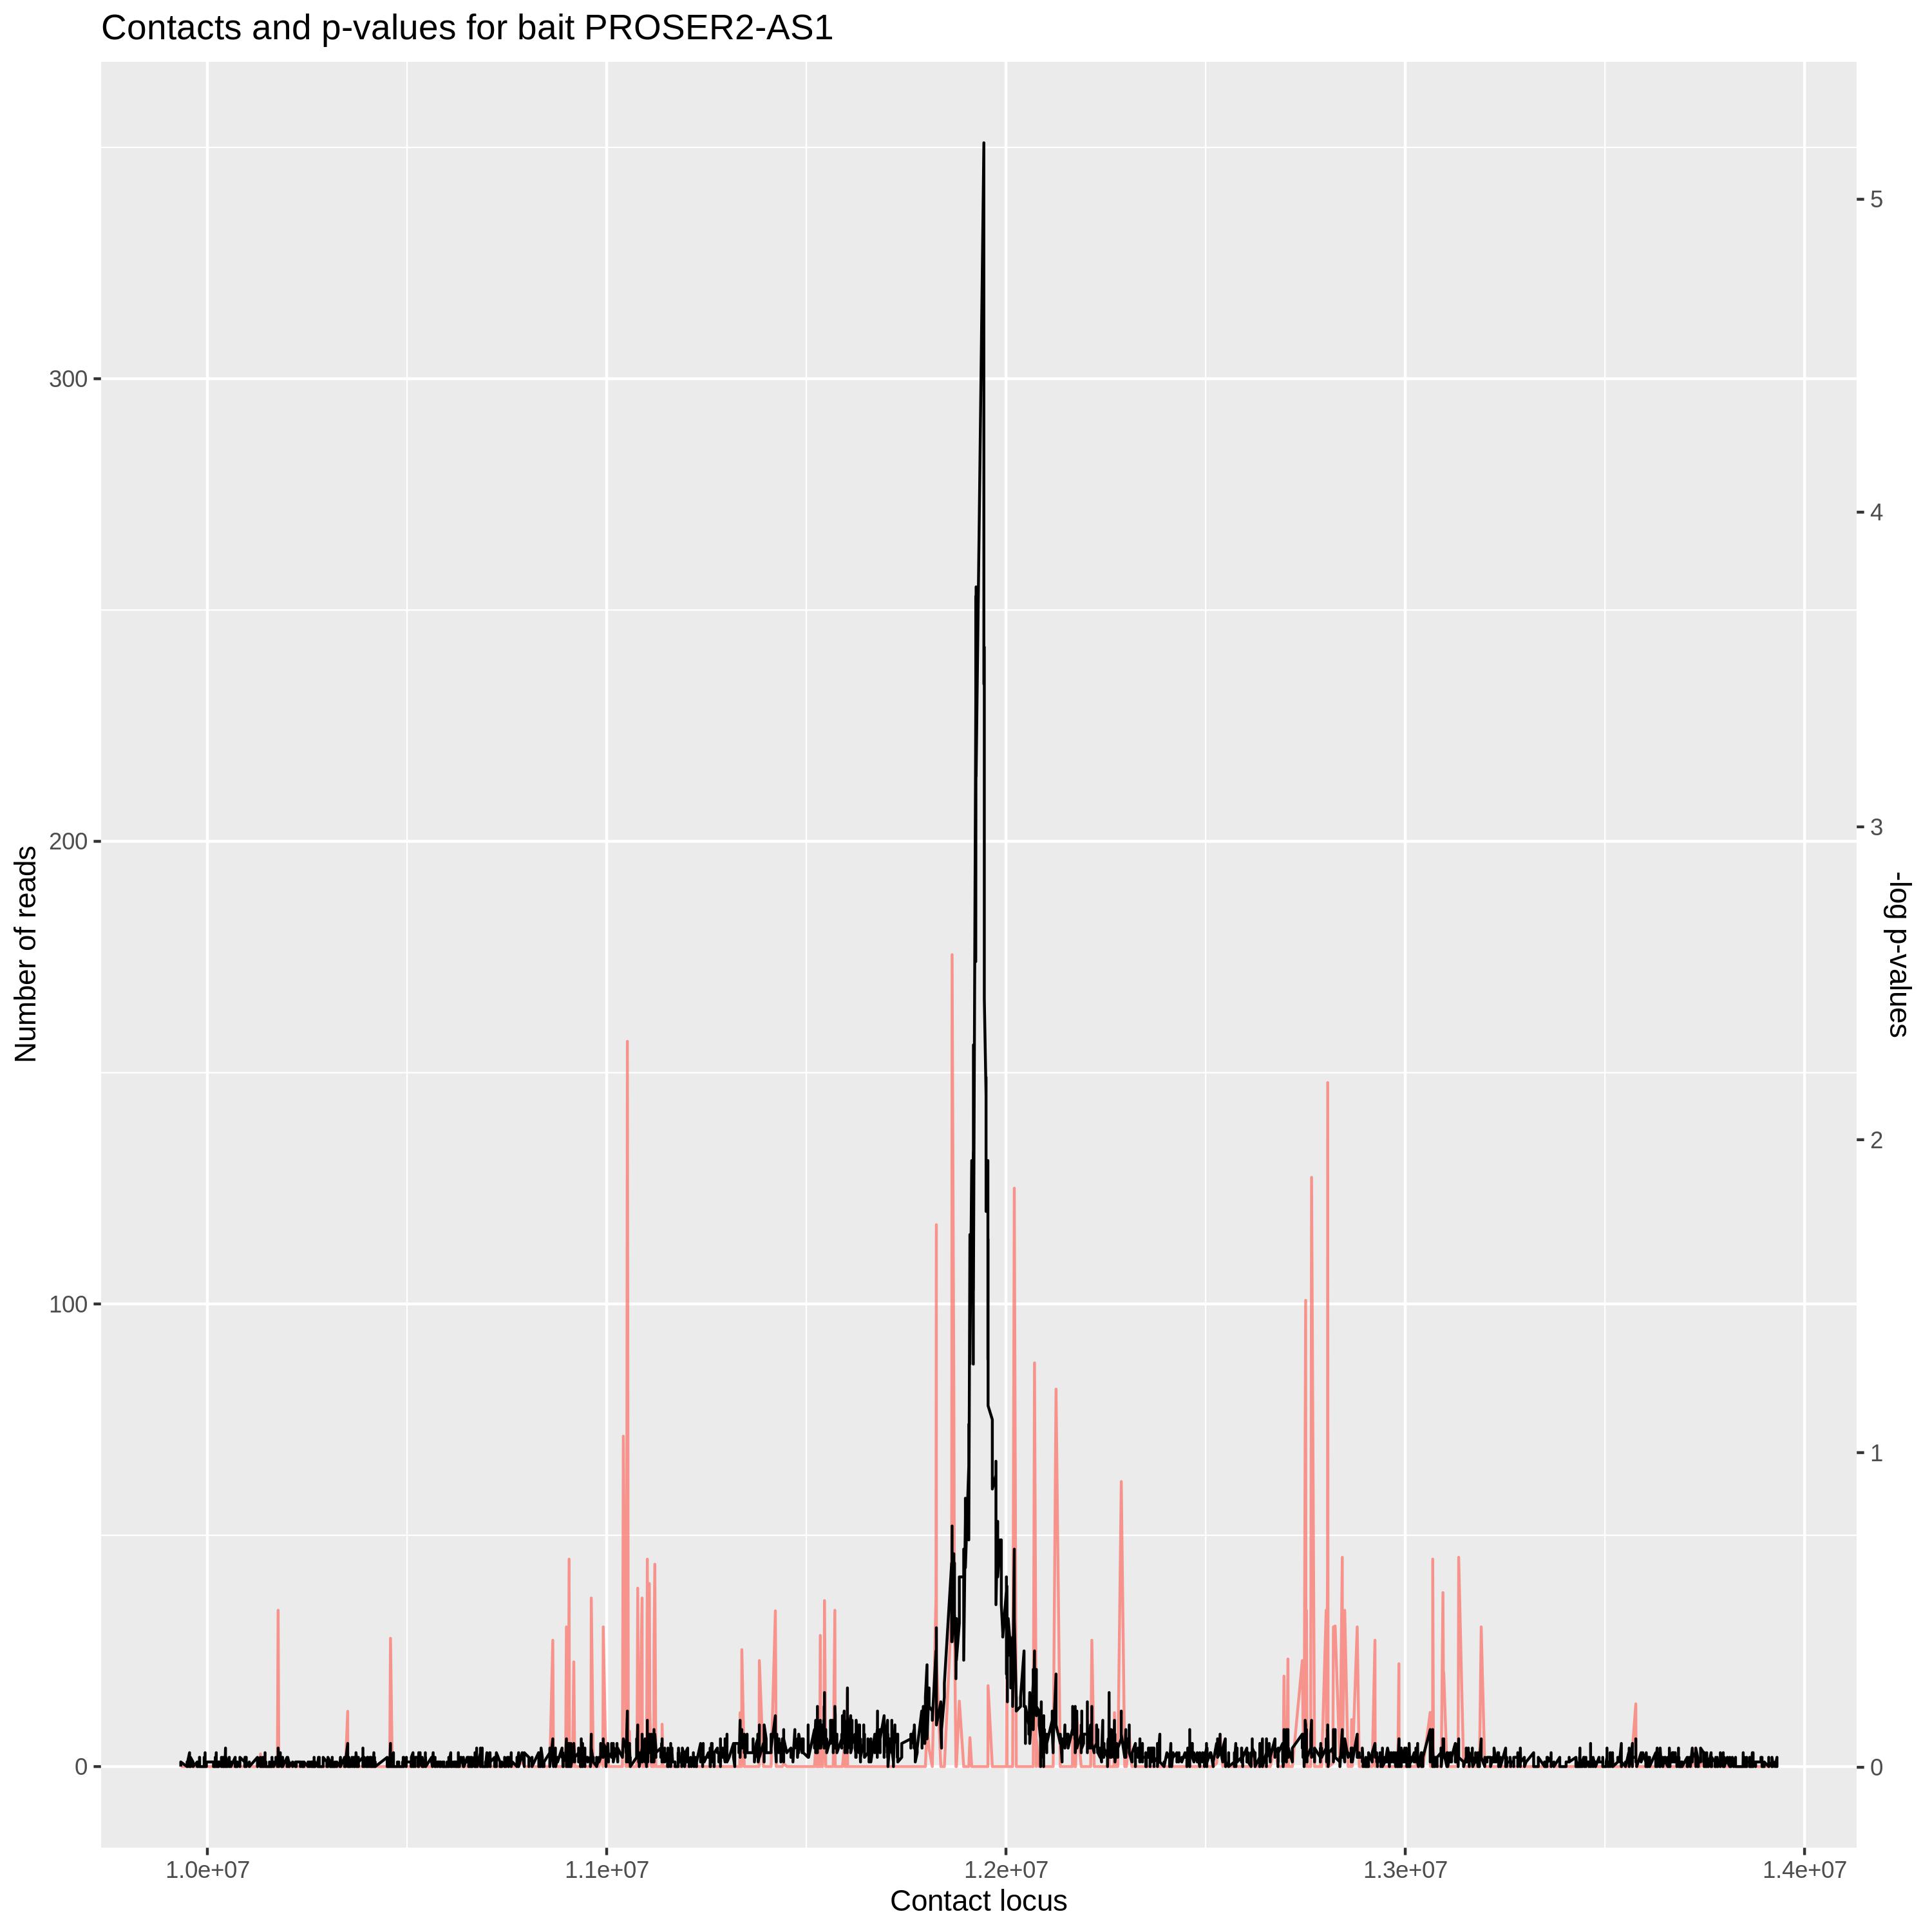 Contacts and p-values for bait PROSER2-AS1
300
200
100
0
Number of reads
5
4
3
2
1
0
-log p-values
1.0e+07 1.1e+07 1.2e+07 1.3e+07 1.4e+07
Contact locus